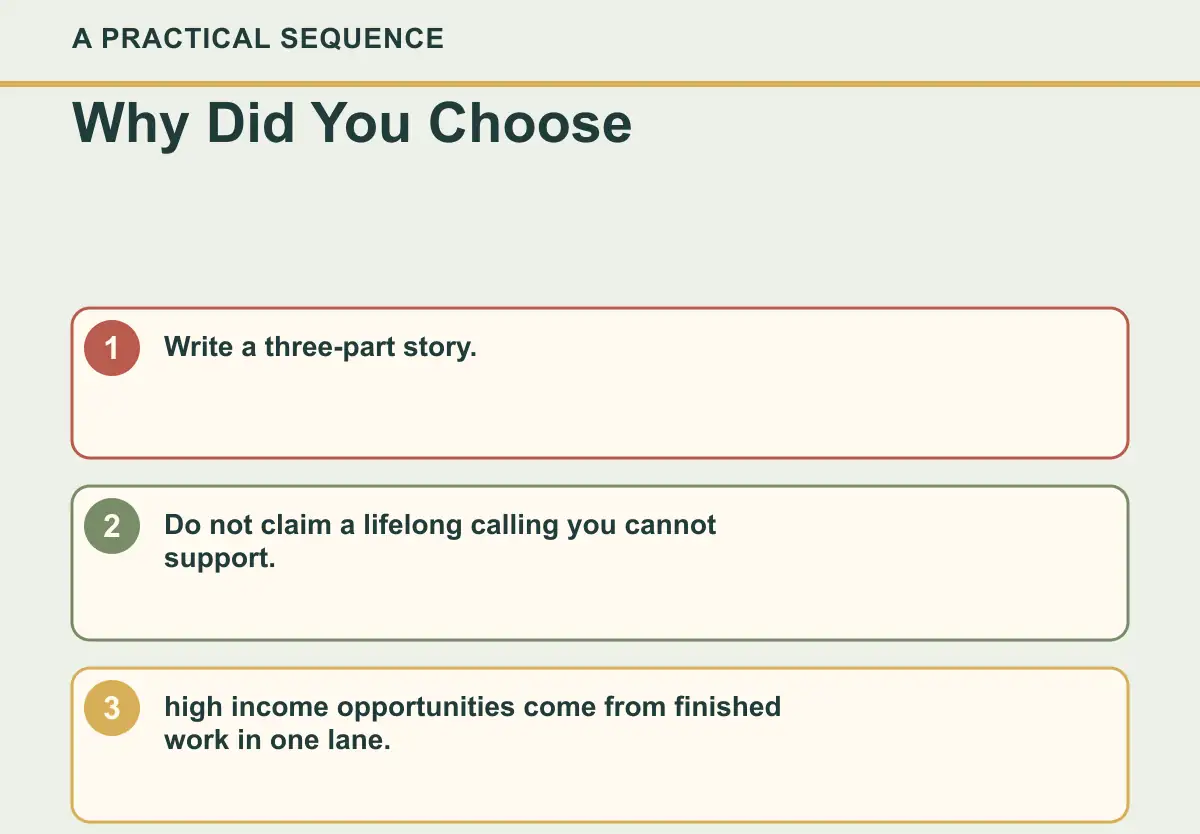 A PRACTICAL SEQUENCE
Why Did You Choose
1
Write a three-part story.
2
Do not claim a lifelong calling you cannot
support.
3
high income opportunities come from finished
work in one lane.